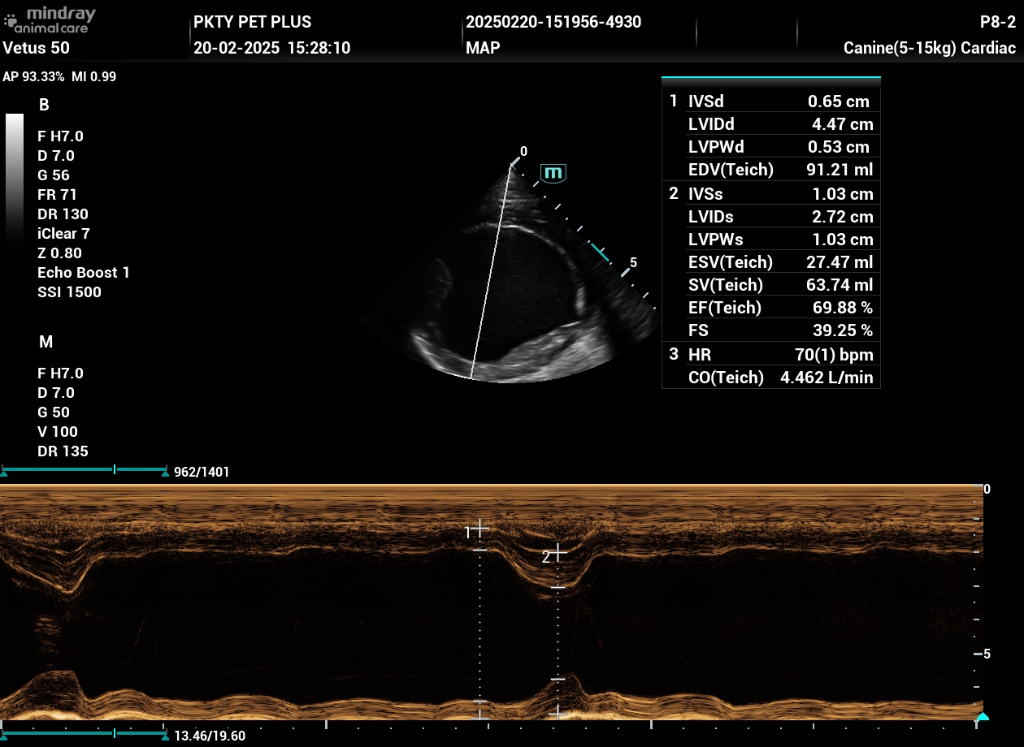 mindray
animal care
Vetus 50
PKTY PET PLUS
20-02-2025 15:28:10
20250220-151956-4930
MAP
P8-2
Canine(5-15kg) Cardiac
AP 93.33% MI 0.99
B
F H7.0
D 7.0
G 56
FR 71
DR 130
iClear 7
Z 0.80
Echo Boost 1
SSI 1500
M
F H7.0
D 7.0
G 50
V 100
DR 135
0
m
5
1 IVSd 0.65 cm
LVIDd 4.47 cm
LVPWd 0.53 cm
EDV(Teich) 91.21 ml
2 IVSs 1.03 cm
LVIDs 2.72 cm
LVPWs 1.03 cm
ESV(Teich) 27.47 ml
SV(Teich) 63.74 ml
EF(Teich) 69.88 %
FS 39.25 %
3 HR 70(1) bpm
CO(Teich) 4.462 L/min
962/1401
0
1
2
5
13.46/19.60